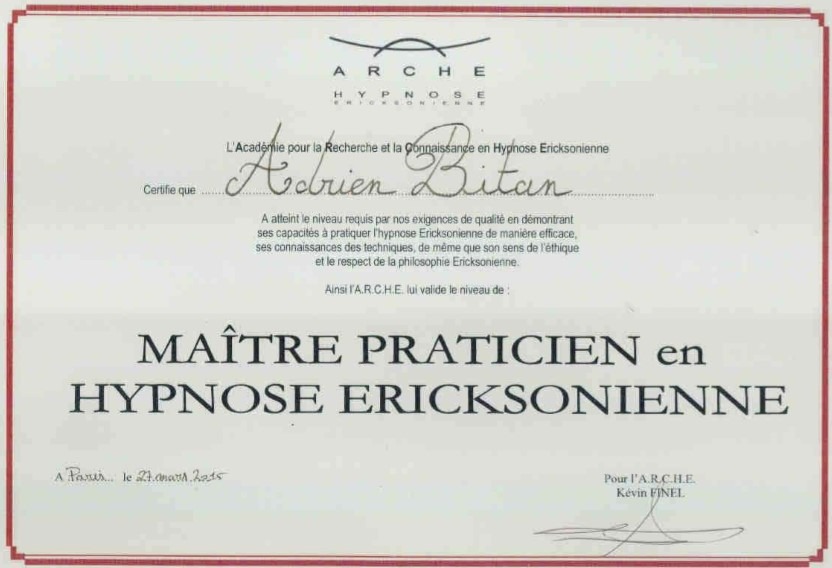 ARCHE
HYPNOSE
ERICKSONIENNE
L'Académie pour la Recherche et la Connaissance en Hypnose Ericksonienne
Certifie que ..... Adrien Bitan .....
A atteint le niveau requis par nos exigences de qualité en démontrant
ses capacités à pratiquer l'hypnose Ericksonienne de manière efficace,
ses connaissances des techniques, de même que son sens de l'éthique
et le respect de la philosophie Ericksonienne.
Ainsi l'A.R.C.H.E. lui valide le niveau de :
MAÎTRE PRATICIEN en
HYPNOSE ERICKSONIENNE
A Paris... le 27.mars.2015
Pour l'A.R.C.H.E.
Kévin FINEL